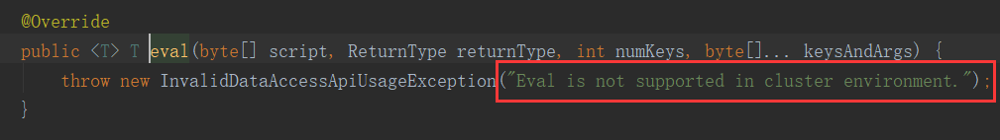 @Override
public <T> T eval(byte[] script, ReturnType returnType, int numKeys, byte[]... keysAndArgs) {
throw new InvalidDataAccessApiUsageException("Eval is not supported in cluster environment.");
}